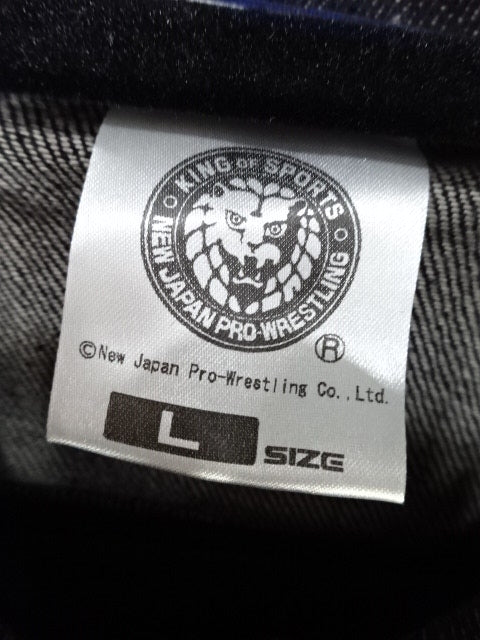 KING OF SPORTS
NEW JAPAN PRO-WRESTLING
®
©New Japan Pro-Wrestling Co.,Ltd.
L SIZE